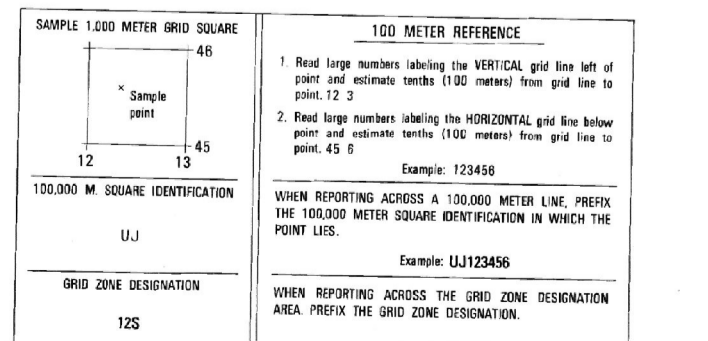 SAMPLE 1,000 METER GRID SQUARE
46
× Sample
point
45
12 13
100,000 M. SQUARE IDENTIFICATION
UJ
GRID ZONE DESIGNATION
12S
100 METER REFERENCE
1. Read large numbers labeling the VERTICAL grid line left of
point and estimate tenths (100 meters) from grid line to
point. 12 3
2. Read large numbers labeling the HORIZONTAL grid line below
point and estimate tenths (100 meters) from grid line to
point. 45 6
Example: 123456
WHEN REPORTING ACROSS A 100,000 METER LINE, PREFIX
THE 100,000 METER SQUARE IDENTIFICATION IN WHICH THE
POINT LIES.
Example: UJ123456
WHEN REPORTING ACROSS THE GRID ZONE DESIGNATION
AREA. PREFIX THE GRID ZONE DESIGNATION.